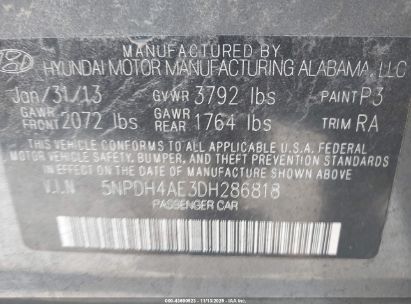 MANUFACTURED BY
HYUNDAI MOTOR MANUFACTURING ALABAMA, LLC
Jan/31/13 GVWR 3792 lbs PAINT P3
GAWR FRONT 2072 lbs GAWR REAR 1764 lbs TRIM RA
THIS VEHICLE CONFORMS TO ALL APPLICABLE U.S.A. FEDERAL
MOTOR VEHICLE SAFETY, BUMPER, AND THEFT PREVENTION
STANDARDS IN EFFECT ON THE DATE OF MANUFACTURE SHOWN ABOVE.
V.I.N 5NPDH4AE3DH286818
PASSENGER CAR